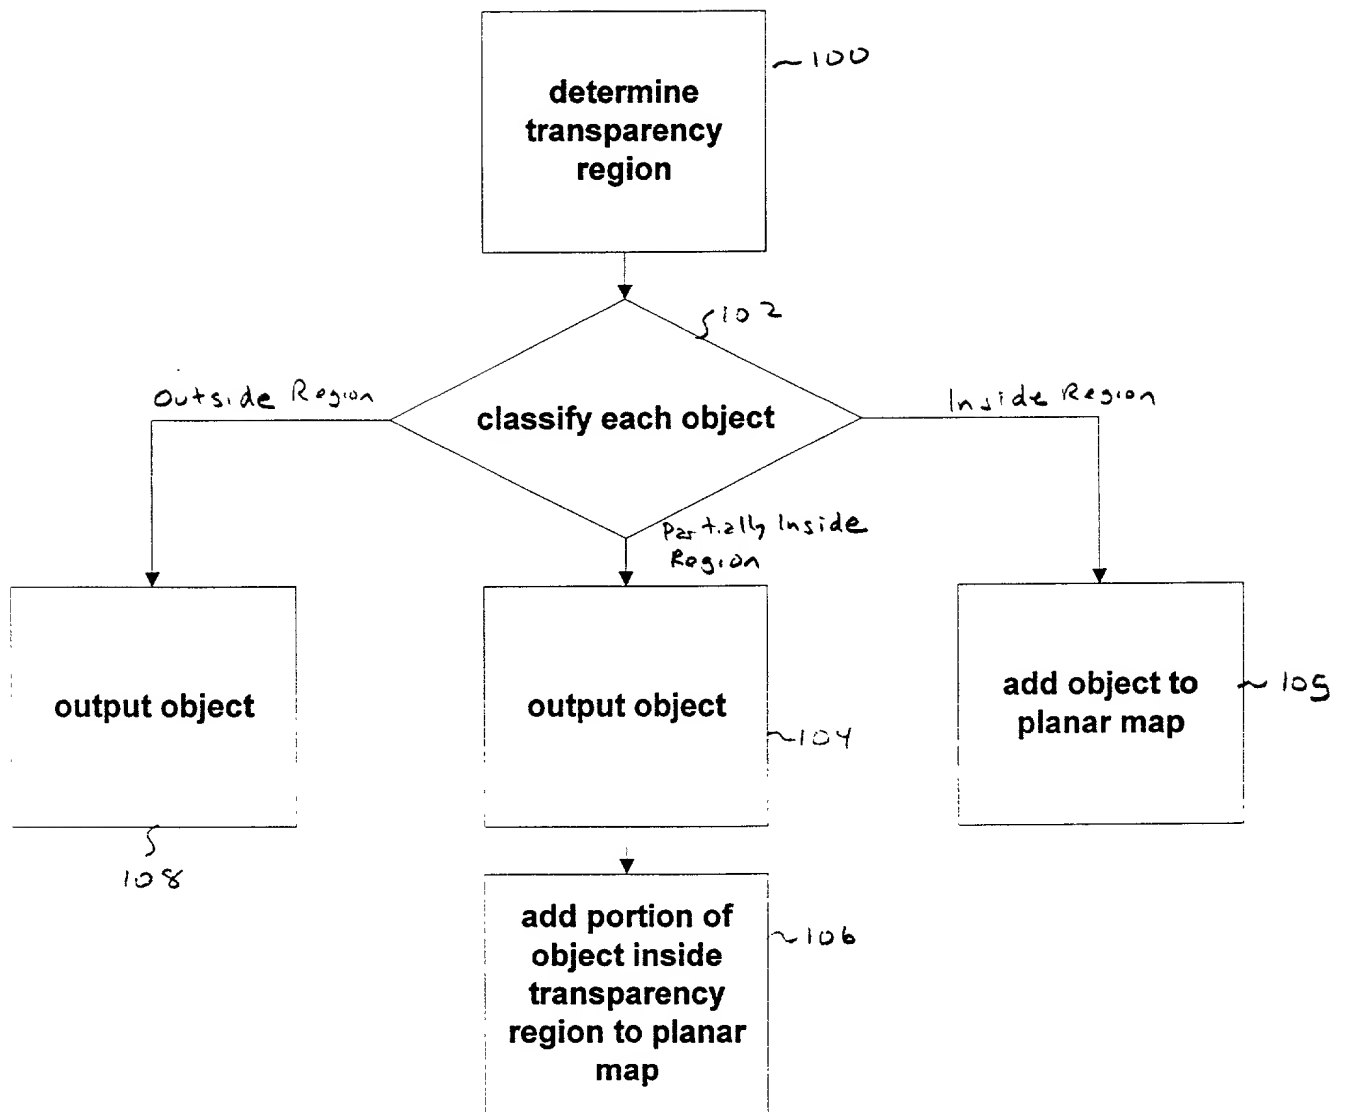 determine
transparency
region
100
102
classify each object
Outside Region
Inside Region
Partially Inside
Region
output object
108
output object
104
add object to
planar map
105
add portion of
object inside
transparency
region to planar
map
106